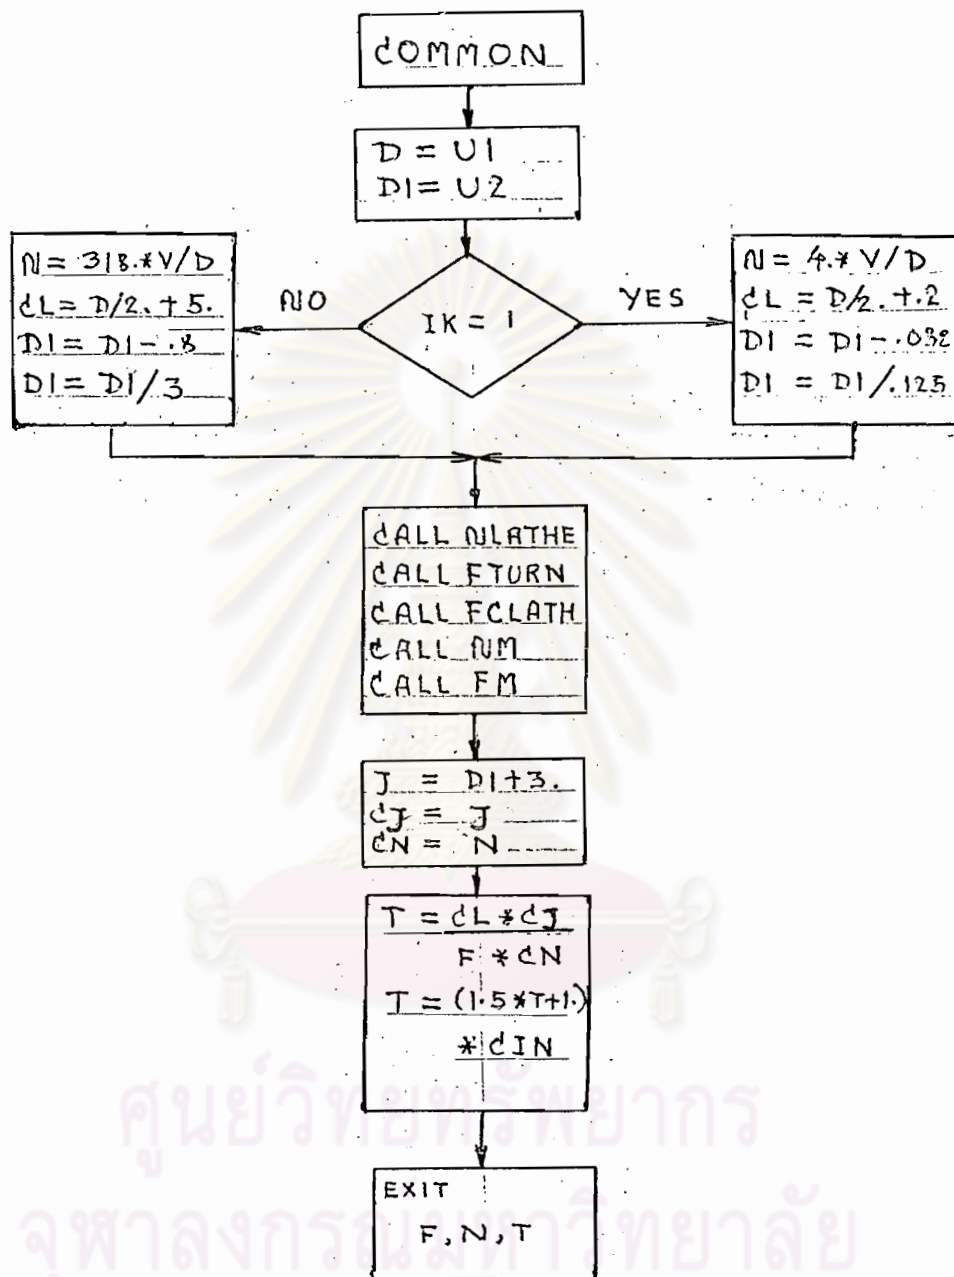 COMMON
D = U1
D1 = U2
N = 318.*V/D
CL = D/2. + 5.
D1 = D1 - .8
D1 = D1/3
NO
IK = 1
YES
N = 4.* V/D
CL = D/2. + .2
D1 = D1 - .032
D1 = D1/.125
CALL NLATHE
CALL FTURN
CALL FCLATH
CALL NM
CALL FM
J = D1+3.
CJ = J
CN = N
T = CL * CJ
F * CN
T = (1.5 *T+1.)
* CIN
EXIT
F, N, T
ศูนย์วิทยทรัพยากร
จุฬาลงกรณ์มหาวิทยาลัย